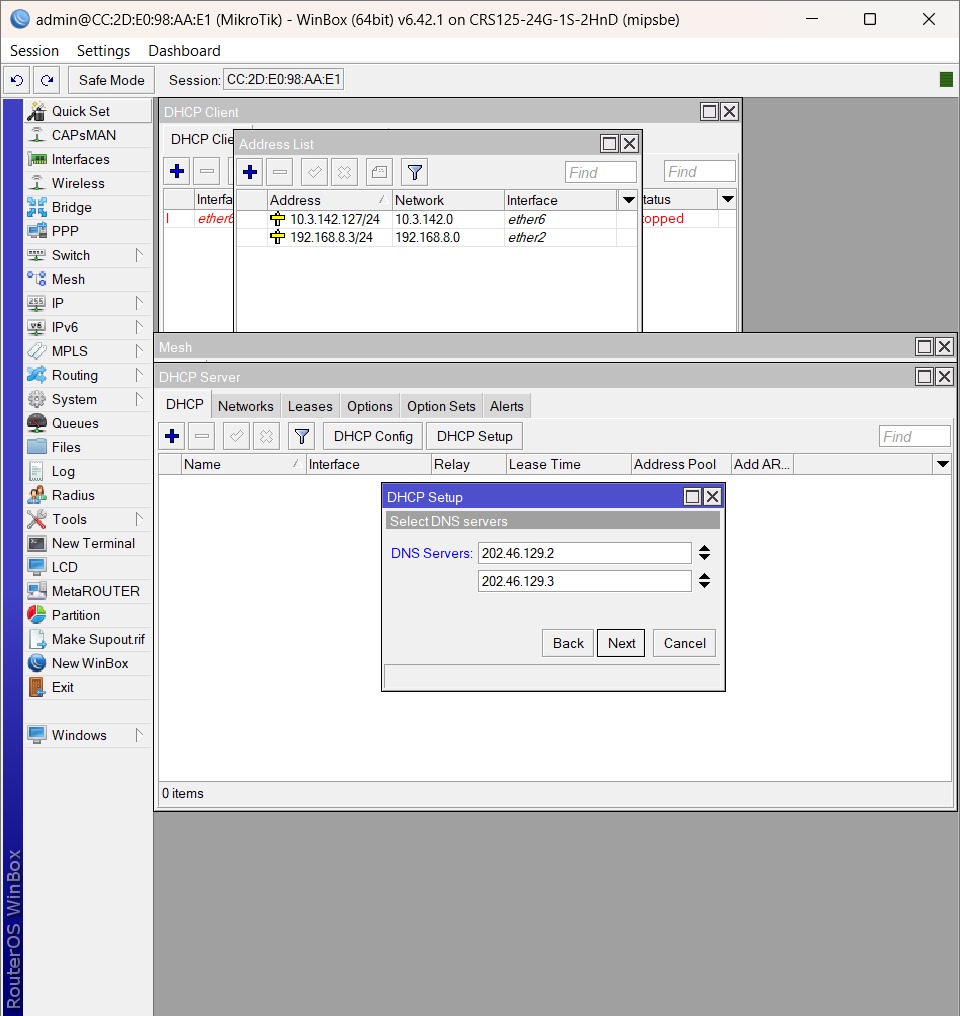 admin@CC:2D:E0:98:AA:E1 (MikroTik) - WinBox (64bit) v6.42.1 on CRS125-24G-1S-2HnD (mipsbe)
Session Settings Dashboard
Safe Mode Session: CC:2D:E0:98:AA:E1
Quick Set
CAPsMAN
Interfaces
Wireless
Bridge
PPP
Switch
Mesh
IP
IPv6
MPLS
Routing
System
Queues
Files
Log
Radius
Tools
New Terminal
LCD
MetaROUTER
Partition
Make Supout.rif
New WinBox
Exit
Windows
RouterOS WinBox
DHCP Client
DHCP Clie
Find
Interfa
tatus
I ether6
topped
Address List
Find
Address Network Interface
10.3.142.127/24 10.3.142.0 ether6
192.168.8.3/24 192.168.8.0 ether2
Mesh
DHCP Server
DHCP Networks Leases Options Option Sets Alerts
DHCP Config DHCP Setup Find
Name Interface Relay Lease Time Address Pool Add AR...
DHCP Setup
Select DNS servers
DNS Servers: 202.46.129.2
202.46.129.3
Back Next Cancel
0 items